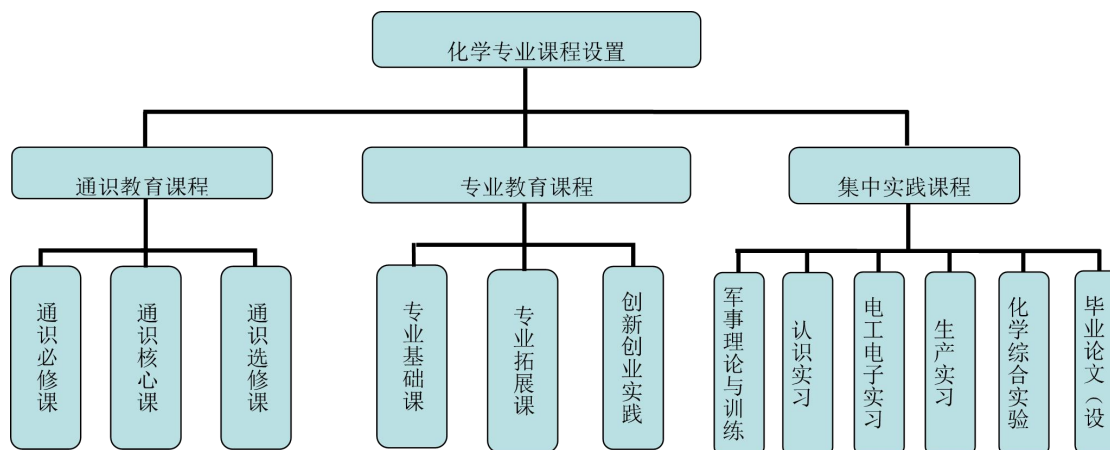 化学专业课程设置
通识教育课程
专业教育课程
集中实践课程
通识必修课
通识核心课
通识选修课
专业基础课
专业拓展课
创新创业实践
军事理论与训练
认识实习
电工电子实习
生产实习
化学综合实验
毕业论文（设